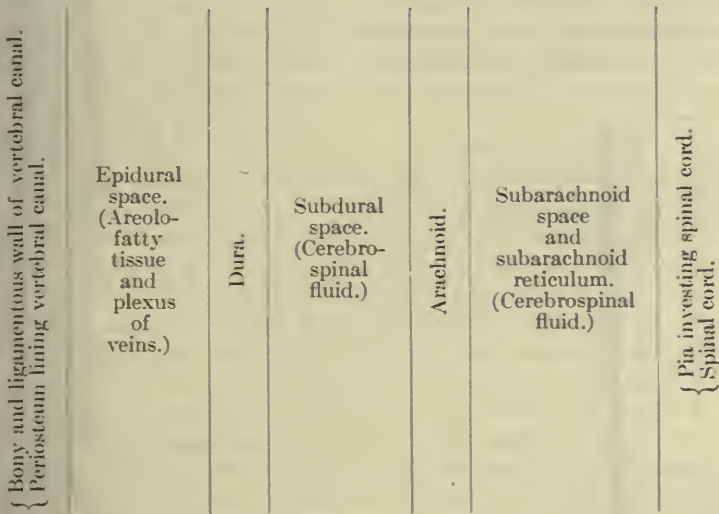 Bony and ligamentous wall of vertebral canal.
Periosteum lining vertebral canal.
Epidural
space.
(Areolo-
fatty
tissue
and
plexus
of
veins.)
Dura.
Subdural
space.
(Cerebro-
spinal
fluid.)
Arachnoid.
Subarachnoid
space
and
subarachnoid
reticulum.
(Cerebrospinal
fluid.)
Pia investing spinal cord.
Spinal cord.